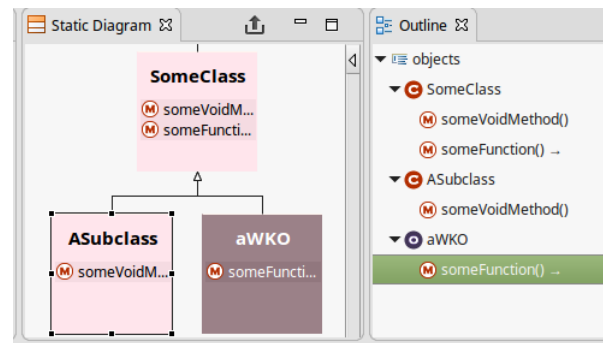 Static Diagram
SomeClass
M someVoidM...
M someFuncti...
ASubclass
M someVoidM...
aWKO
M someFuncti...
Outline
objects
C SomeClass
M someVoidMethod()
M someFunction() →
C ASubclass
M someVoidMethod()
O aWKO
M someFunction() →